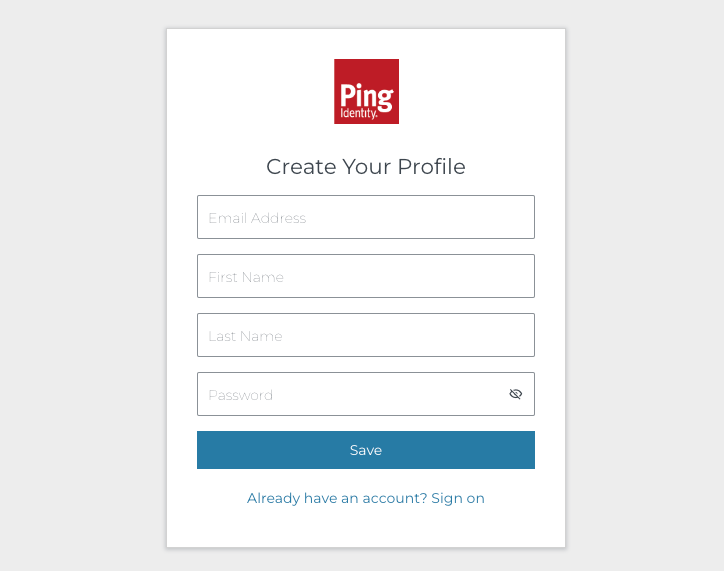 Ping
Identity.
Create Your Profile
Email Address
First Name
Last Name
Password
Save
Already have an account? Sign on